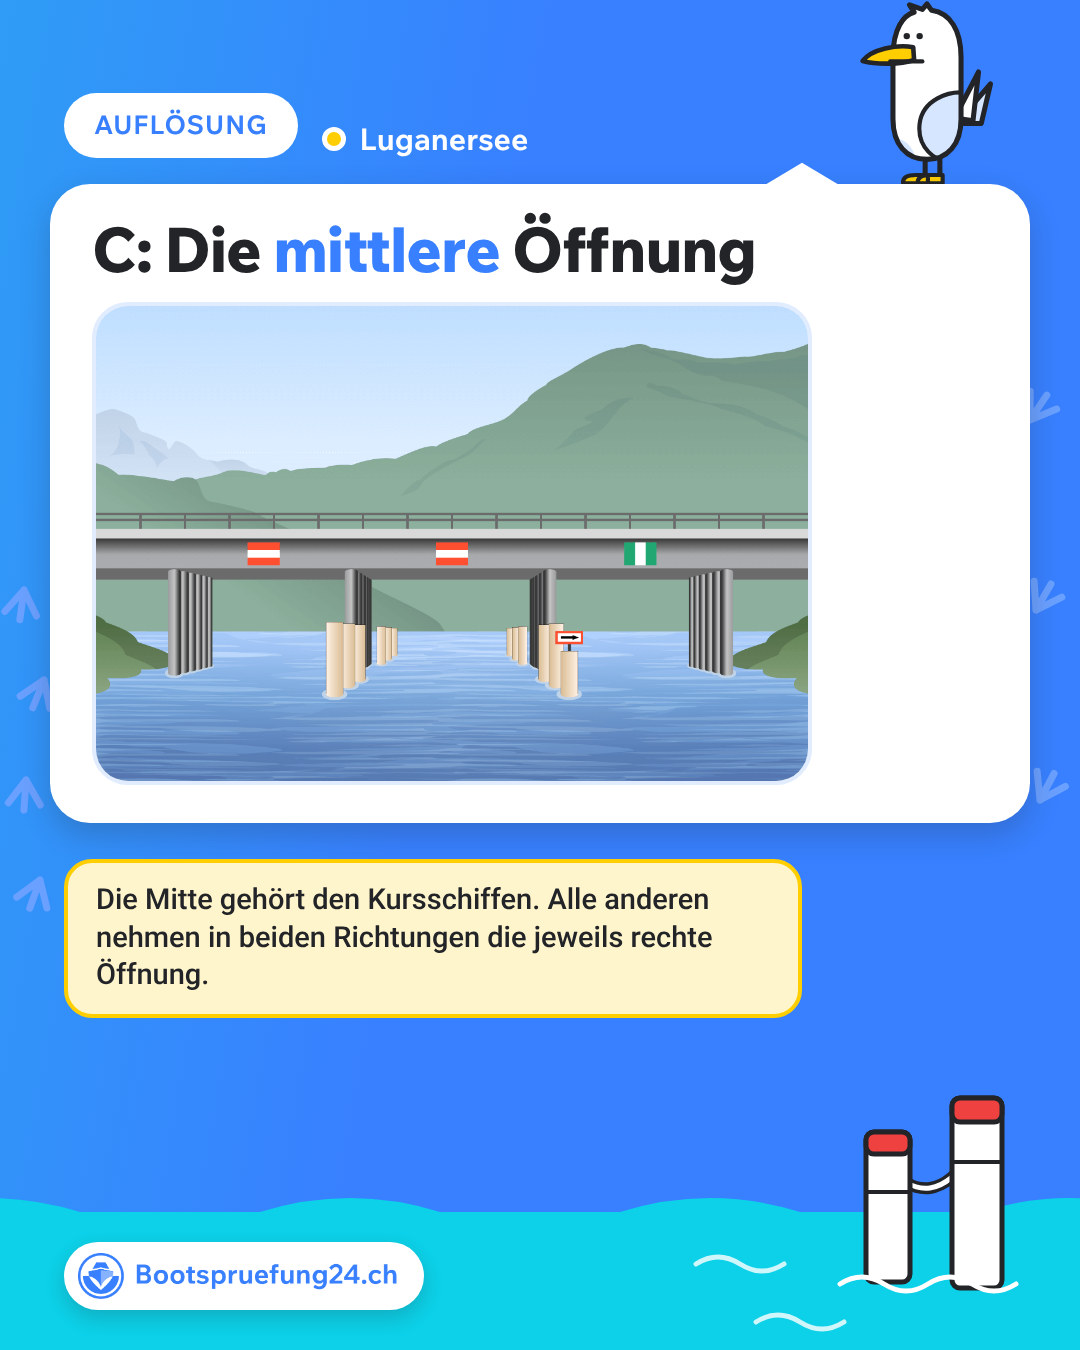 AUFLÖSUNG
Luganersee
C: Die mittlere Öffnung
Die Mitte gehört den Kursschiffen. Alle anderen
nehmen in beiden Richtungen die jeweils rechte
Öffnung.
Bootspruefung24.ch